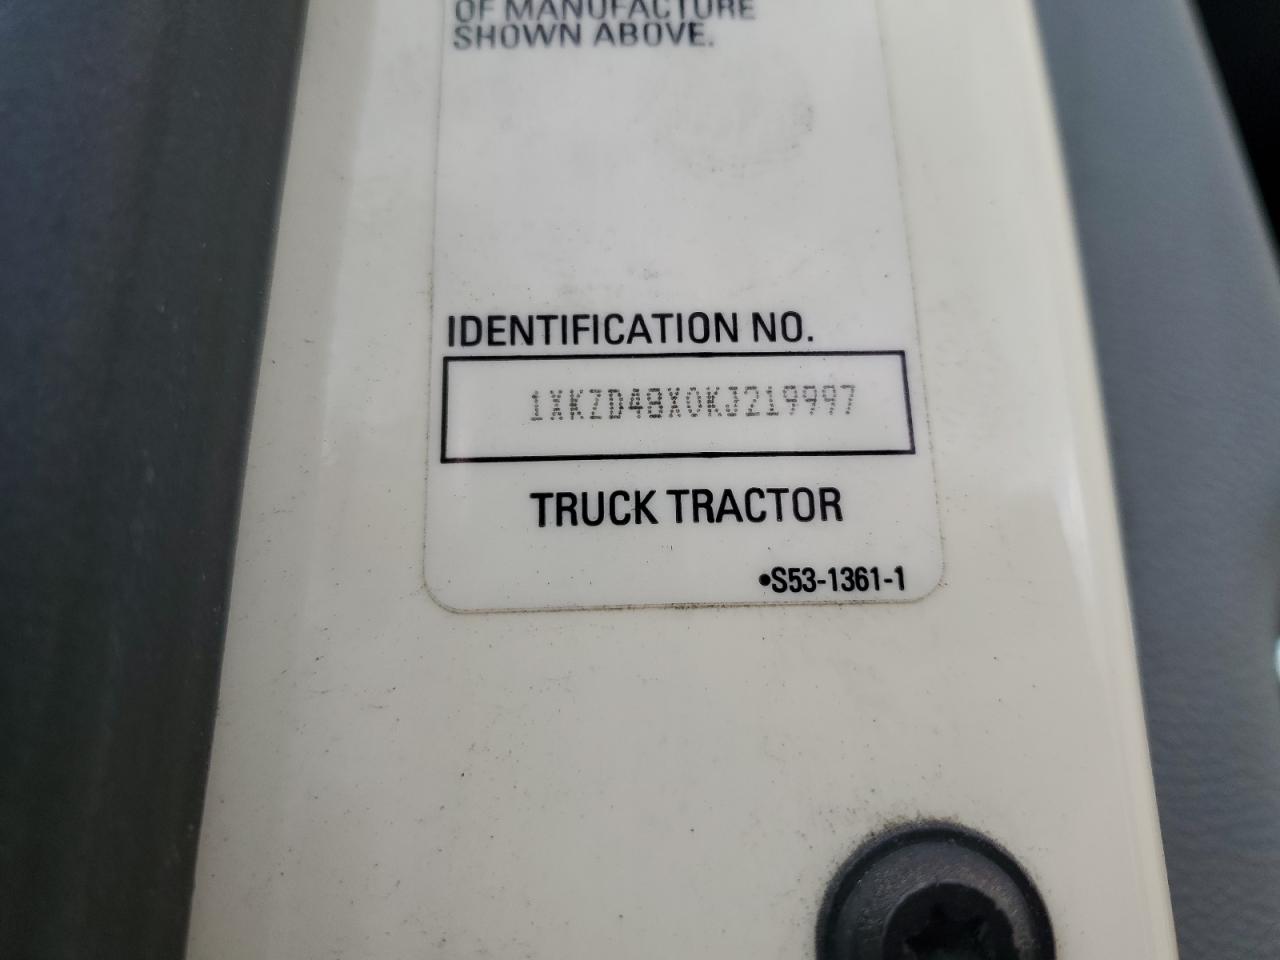 OF MANUFACTURE
SHOWN ABOVE.
IDENTIFICATION NO.
1XKZD48X0KJ219997
TRUCK TRACTOR
•S53-1361-1